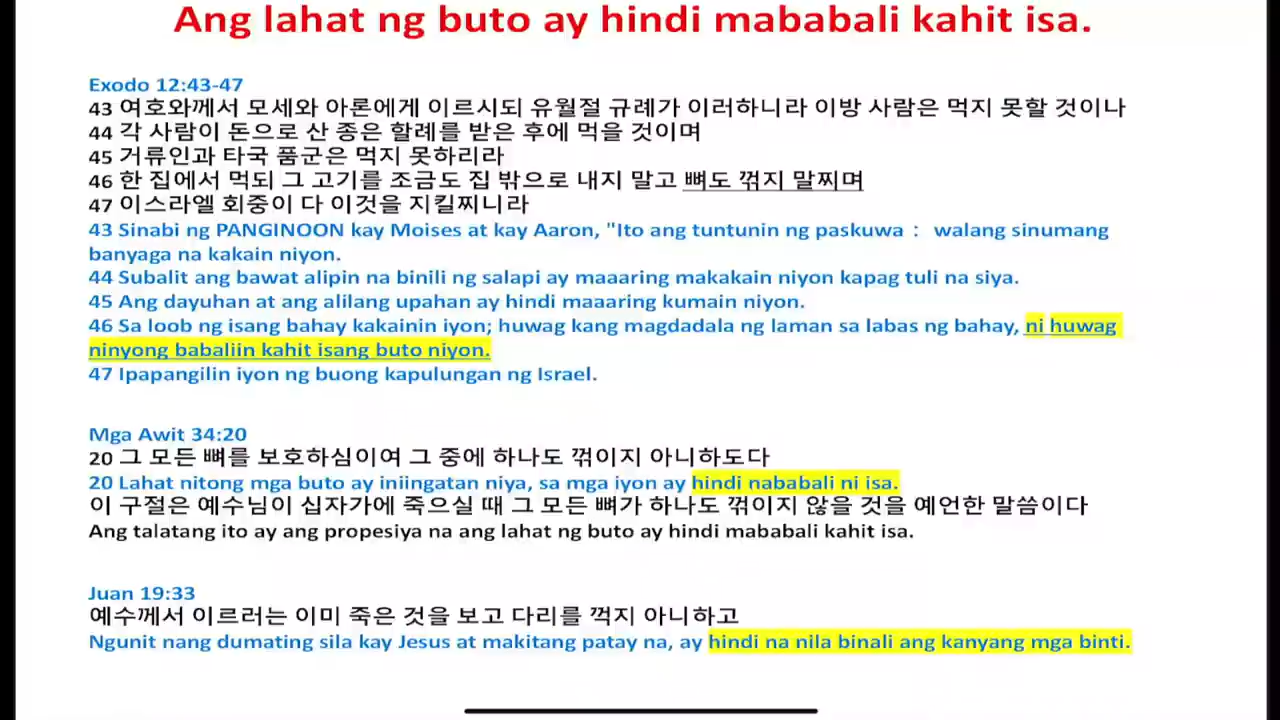 Ang lahat ng buto ay hindi mababali kahit isa.
Exodo 12:43-47
43 여호와께서 모세와 아론에게 이르시되 유월절 규례가 이러하니라 이방 사람은 먹지 못할 것이나
44 각 사람이 돈으로 산 종은 할례를 받은 후에 먹을 것이며
45 거류인과 타국 품군은 먹지 못하리라
46 한 집에서 먹되 그 고기를 조금도 집 밖으로 내지 말고 뼈도 꺾지 말찌며
47 이스라엘 회중이 다 이것을 지킬찌니라
43 Sinabi ng PANGINOON kay Moises at kay Aaron, "Ito ang tuntunin ng paskuwa : walang sinumang
banyaga na kakain niyon.
44 Subalit ang bawat alipin na binili ng salapi ay maaaring makakain niyon kapag tuli na siya.
45 Ang dayuhan at ang alilang upahan ay hindi maaaring kumain niyon.
46 Sa loob ng isang bahay kakainin iyon; huwag kang magdadala ng laman sa labas ng bahay, ni huwag
ninyong babaliin kahit isang buto niyon.
47 Ipapangilin iyon ng buong kapulungan ng Israel.
Mga Awit 34:20
20 그 모든 뼈를 보호하심이여 그 중에 하나도 꺾이지 아니하도다
20 Lahat nitong mga buto ay iniingatan niya, sa mga iyon ay hindi nababali ni isa.
이 구절은 예수님이 십자가에 죽으실 때 그 모든 뼈가 하나도 꺾이지 않을 것을 예언한 말씀이다
Ang talatang ito ay ang propesiya na ang lahat ng buto ay hindi mababali kahit isa.
Juan 19:33
예수께서 이르러는 이미 죽은 것을 보고 다리를 꺽지 아니하고
Ngunit nang dumating sila kay Jesus at makitang patay na, ay hindi na nila binali ang kanyang mga binti.